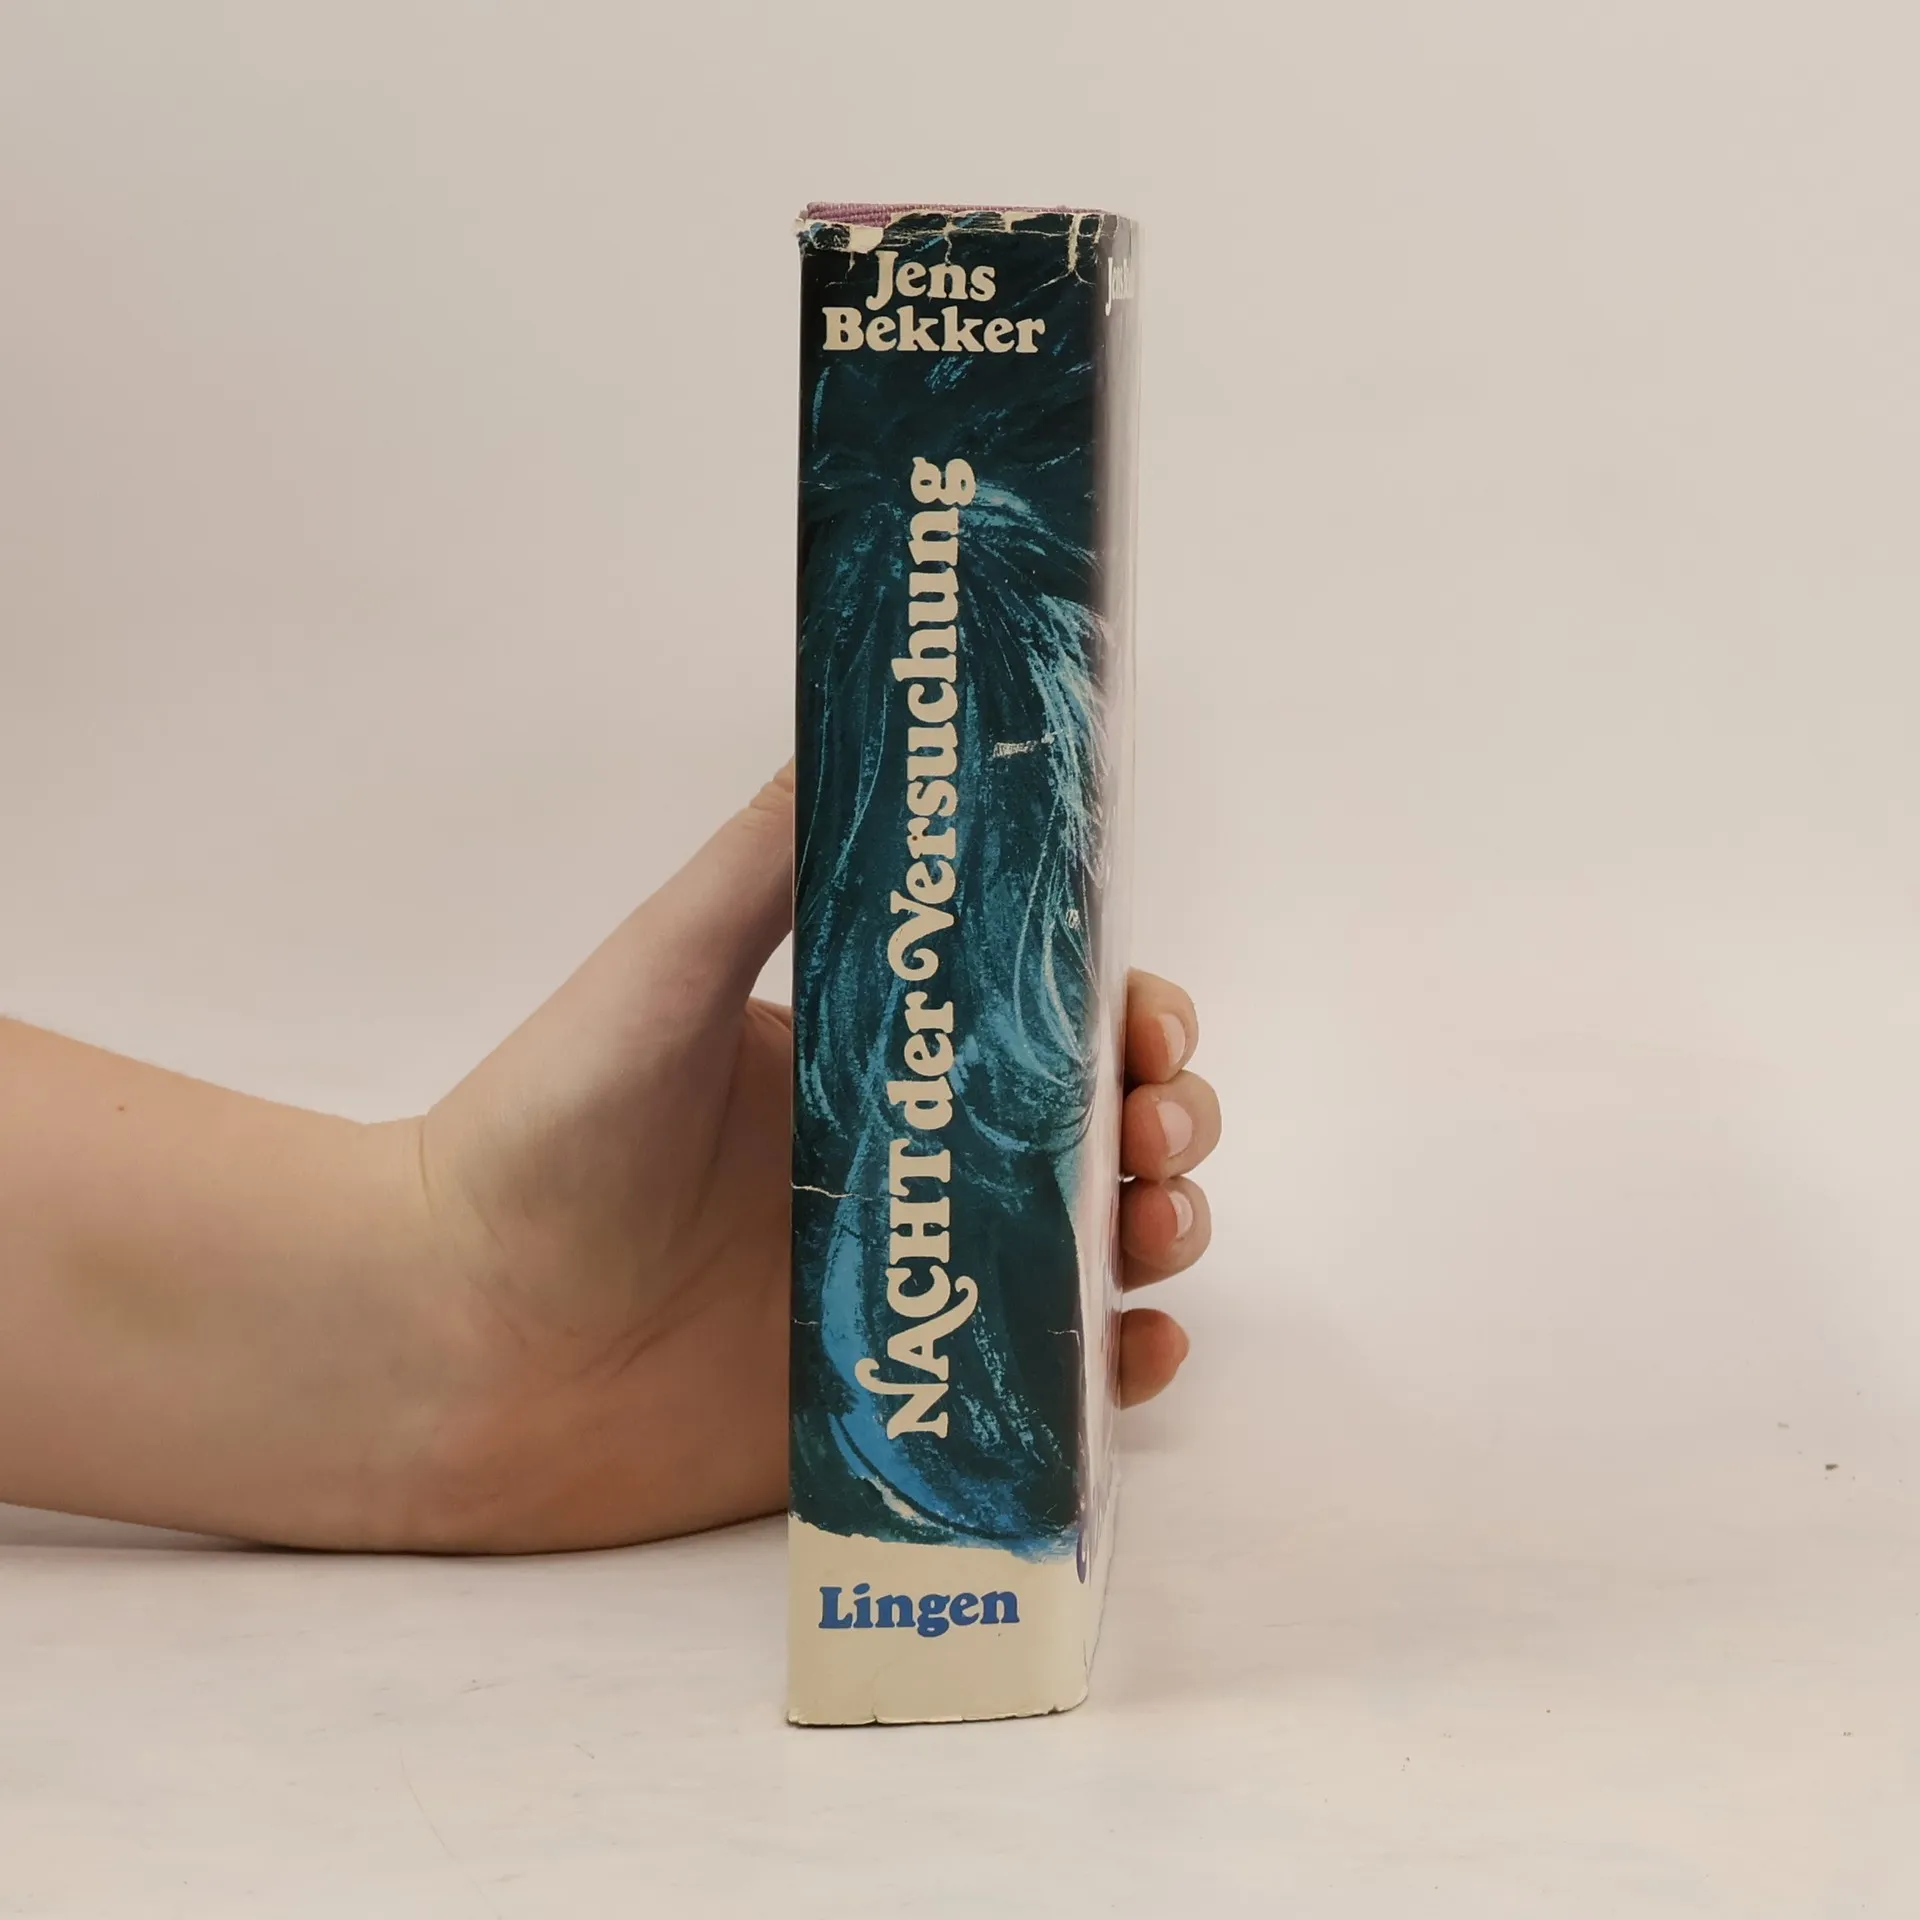 Jens
Bekker
NACHT der Versuchung
Lingen